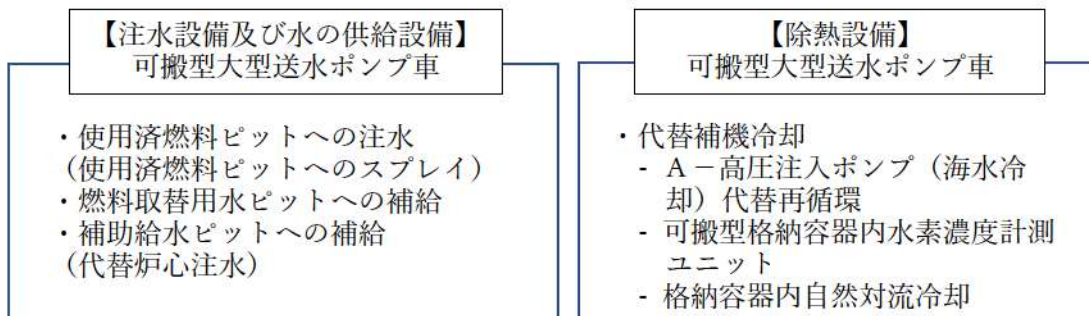 【注水設備及び水の供給設備】
可搬型大型送水ポンプ車
・使用済燃料ピットへの注水
(使用済燃料ピットへのスプレイ)
・燃料取替用水ピットへの補給
・補助給水ピットへの補給
(代替炉心注水)
【除熱設備】
可搬型大型送水ポンプ車
・代替補機冷却
- A－高圧注入ポンプ（海水冷
却）代替再循環
- 可搬型格納容器内水素濃度計測
ユニット
- 格納容器内自然対流冷却